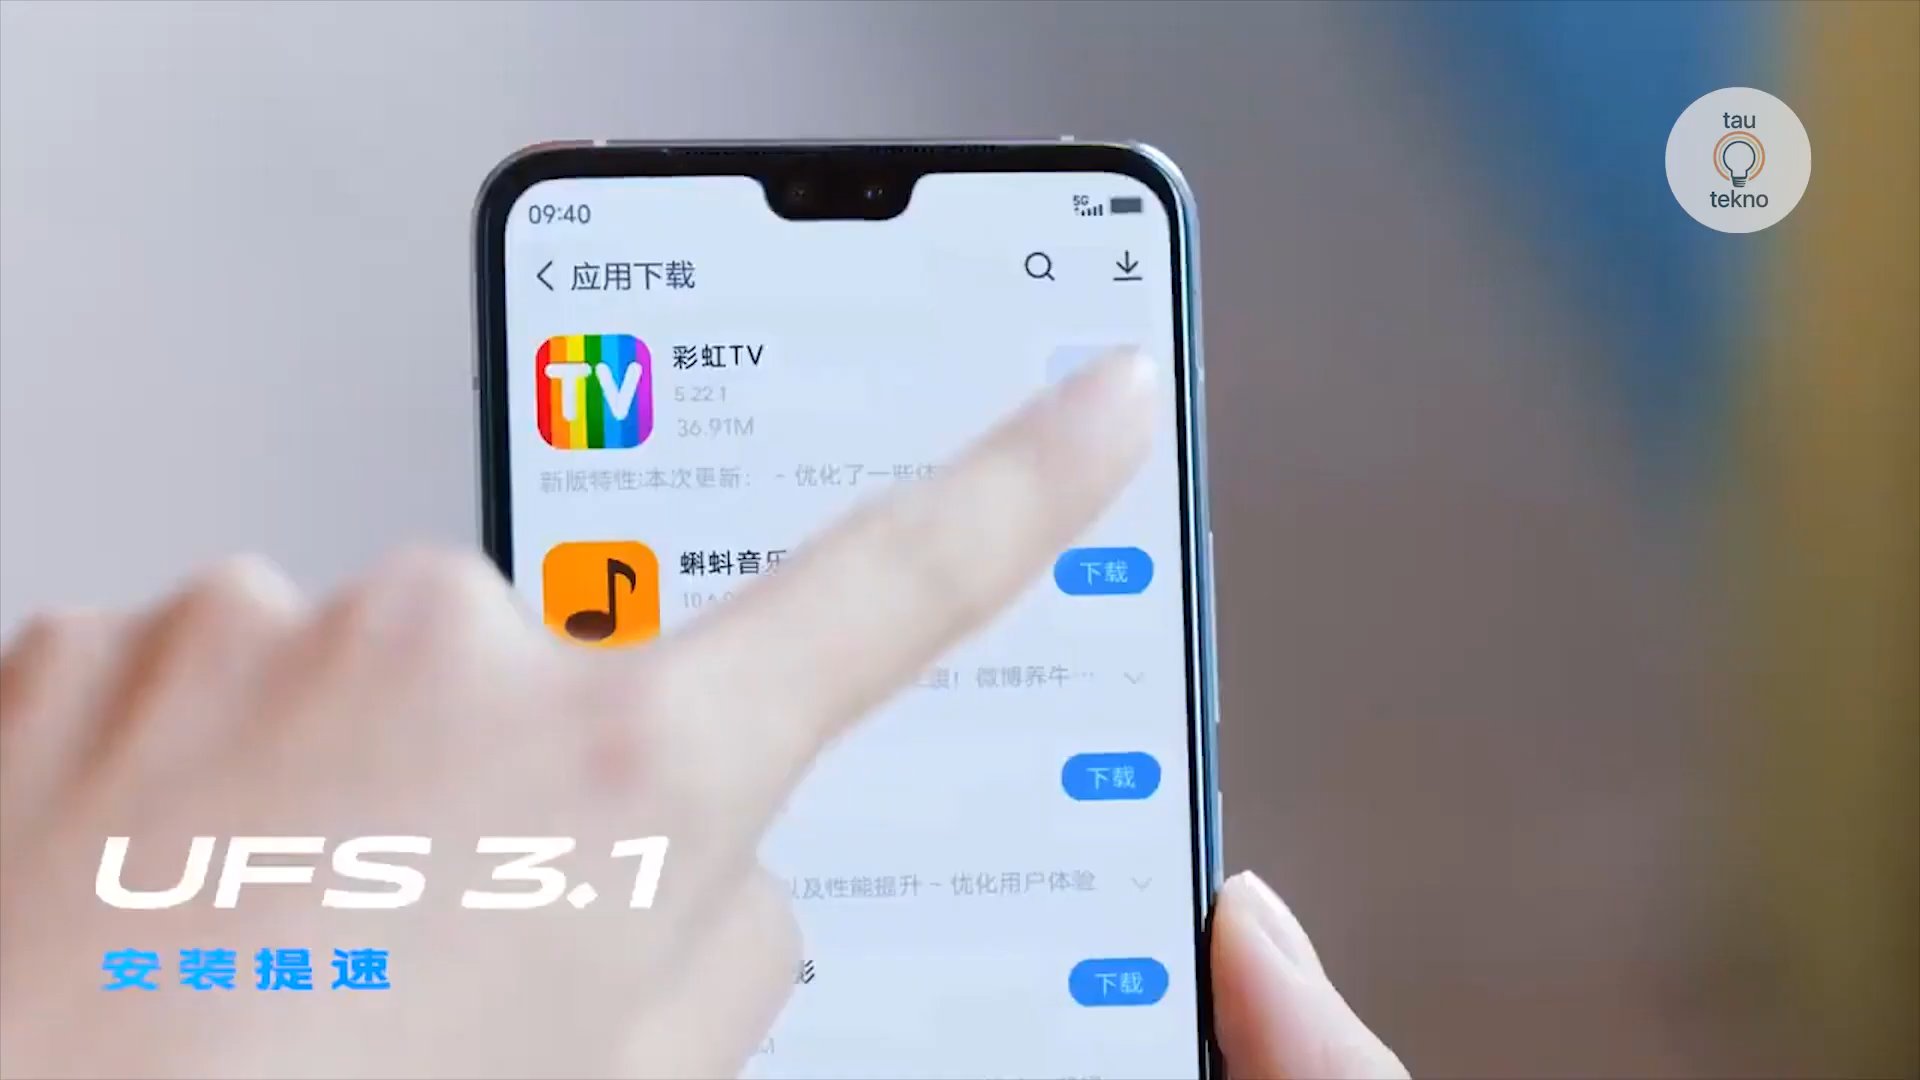 tau
tekno
09:40
5G
应用下载
TV
彩虹TV
5.22.1
36.91M
新版特性:本次更新： - 优化了一些体
蝌蚪音乐
下载
微博养牛…
下载
以及性能提升 ~ 优化用户体验
影
下载
UFS 3.1
安装提速